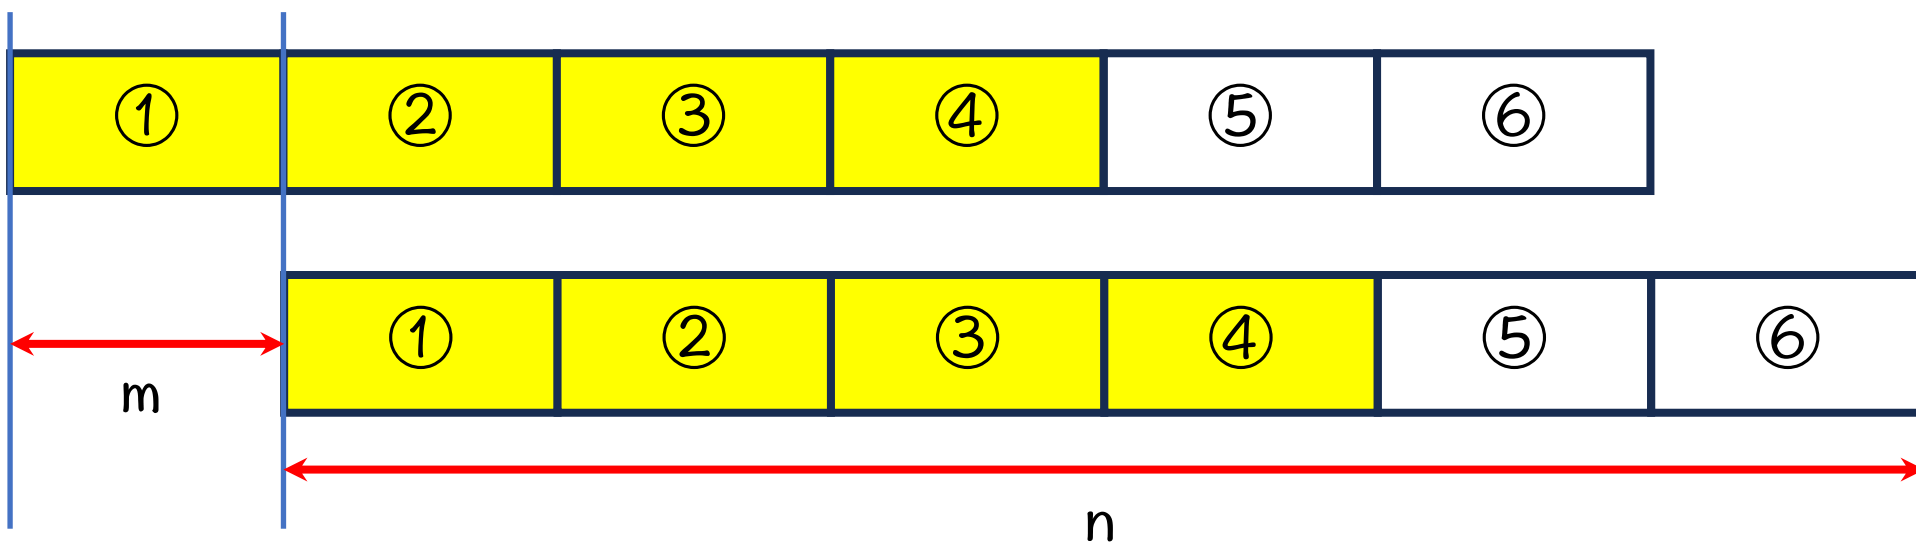 ① ② ③ ④ ⑤ ⑥
① ② ③ ④ ⑤ ⑥
m
n